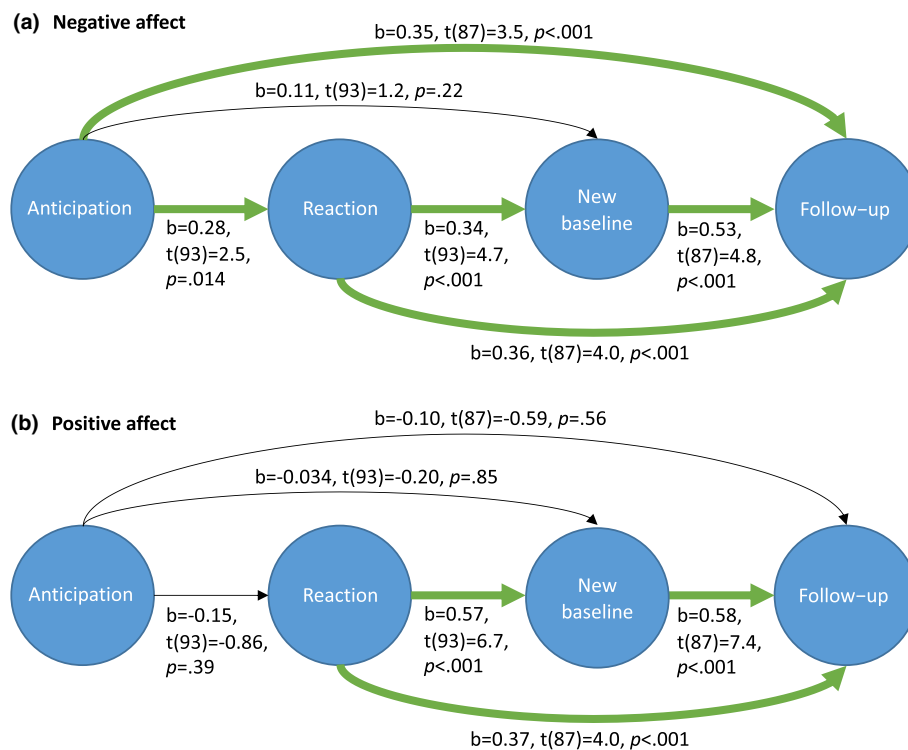 (a) Negative affect
b=0.35, t(87)=3.5, p<.001
b=0.11, t(93)=1.2, p=.22
Anticipation
Reaction
New
baseline
Follow–up
b=0.28,
t(93)=2.5,
p=.014
b=0.34,
t(93)=4.7,
p<.001
b=0.53,
t(87)=4.8,
p<.001
b=0.36, t(87)=4.0, p<.001
(b) Positive affect
b=-0.10, t(87)=-0.59, p=.56
b=-0.034, t(93)=-0.20, p=.85
Anticipation
Reaction
New
baseline
Follow–up
b=-0.15,
t(93)=-0.86,
p=.39
b=0.57,
t(93)=6.7,
p<.001
b=0.58,
t(87)=7.4,
p<.001
b=0.37, t(87)=4.0, p<.001